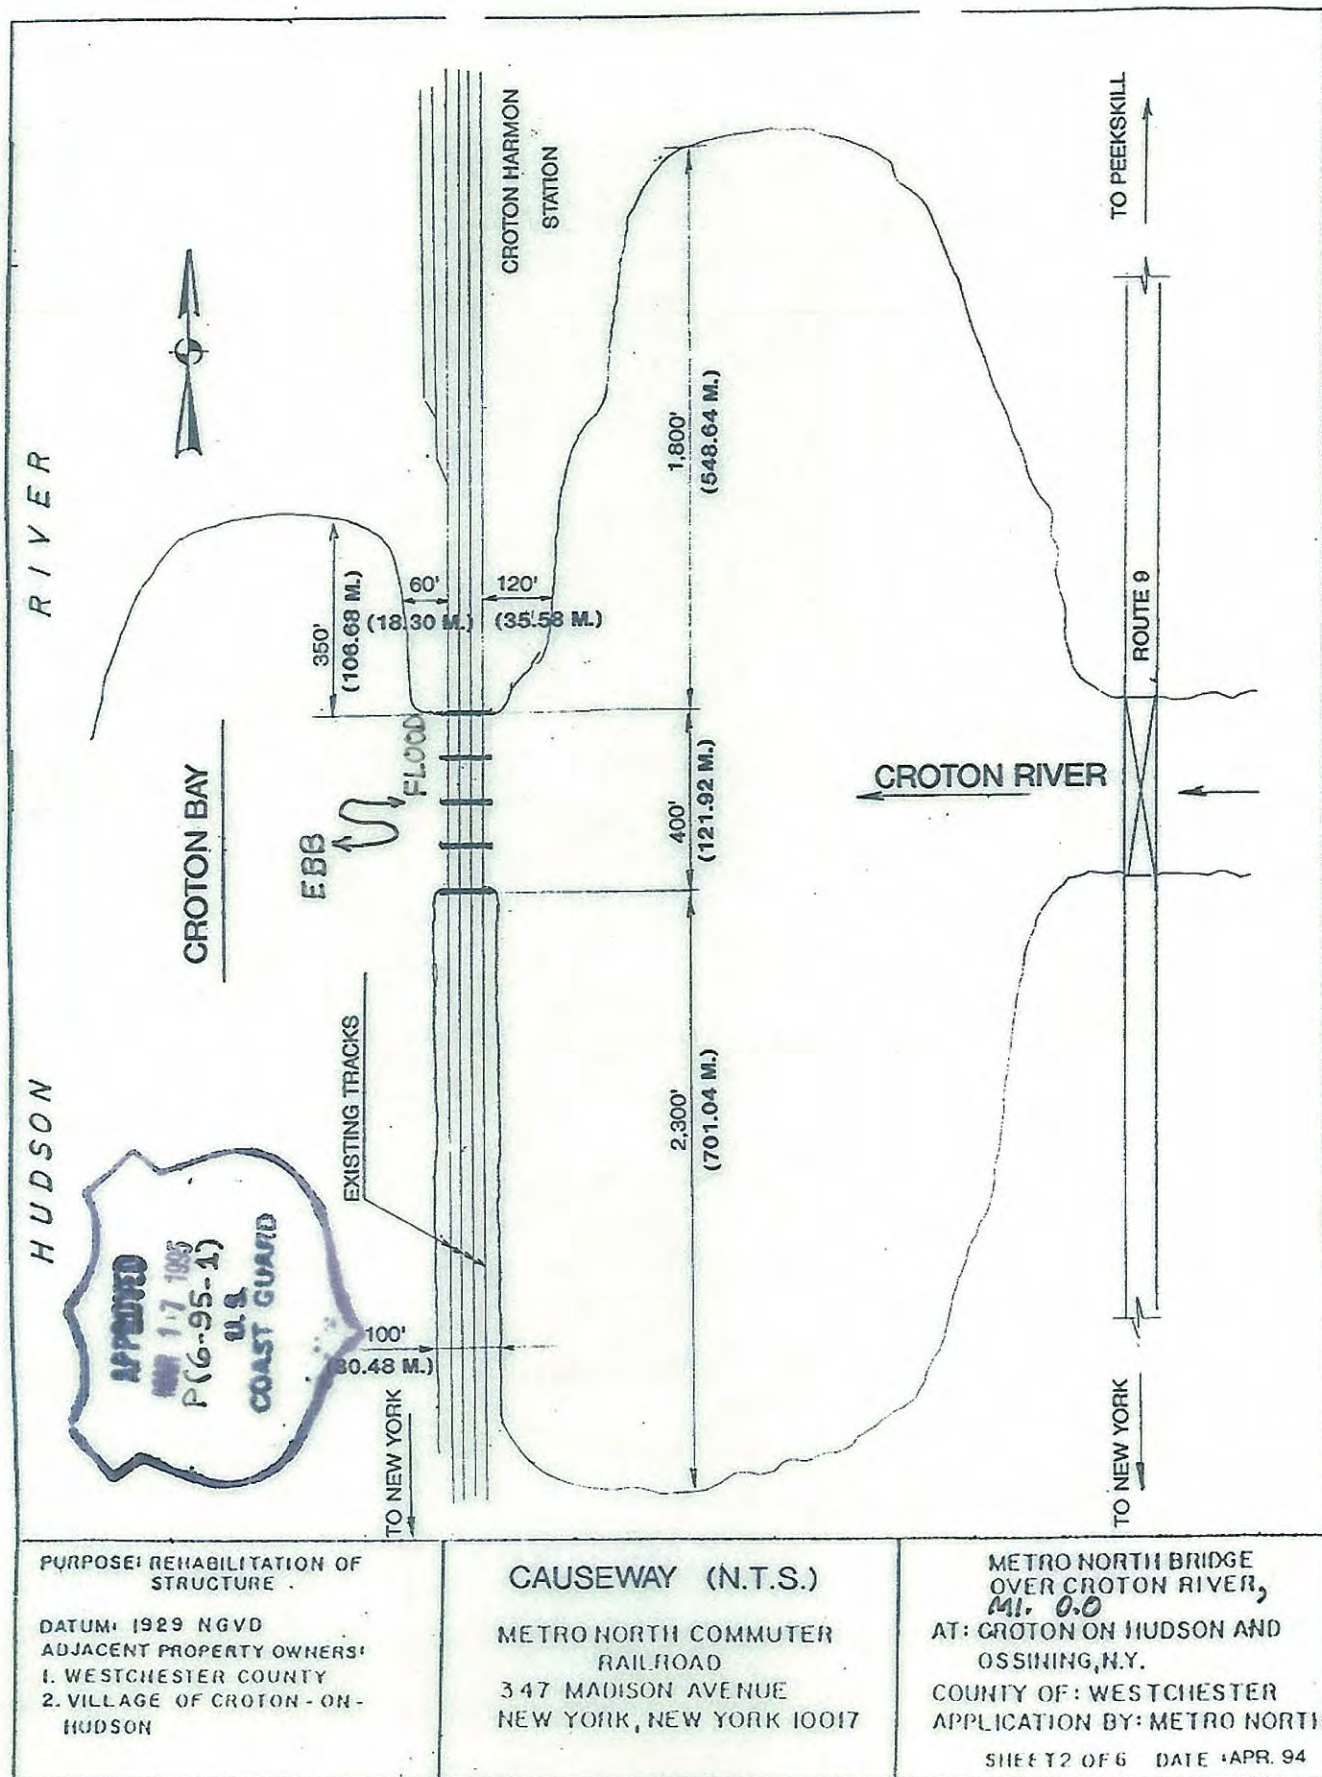 RIVER
HUDSON
CROTON HARMON
STATION
TO PEEKSKILL
1,800'
(548.64 M.)
350'
(106.68 M.)
60'
(18.30 M.)
120'
(35.58 M.)
ROUTE 9
CROTON BAY
EBB
FLOOD
400'
(121.92 M.)
CROTON RIVER
EXISTING TRACKS
2,300'
(701.04 M.)
APPROVED
17 1995
P(6-95-1)
U.S.
COAST GUARD
100'
(30.48 M.)
TO NEW YORK
TO NEW YORK
PURPOSE: REHABILITATION OF
STRUCTURE .
DATUM: 1929 NGVD
ADJACENT PROPERTY OWNERS:
1. WESTCHESTER COUNTY
2. VILLAGE OF CROTON - ON -
HUDSON
CAUSEWAY (N.T.S.)
METRO NORTH COMMUTER
RAILROAD
347 MADISON AVENUE
NEW YORK, NEW YORK 10017
METRO NORTH BRIDGE
OVER CROTON RIVER,
MI. 0.0
AT: CROTON ON HUDSON AND
OSSINING, N.Y.
COUNTY OF: WESTCHESTER
APPLICATION BY: METRO NORTH
SHEET 2 OF 6 DATE : APR. 94